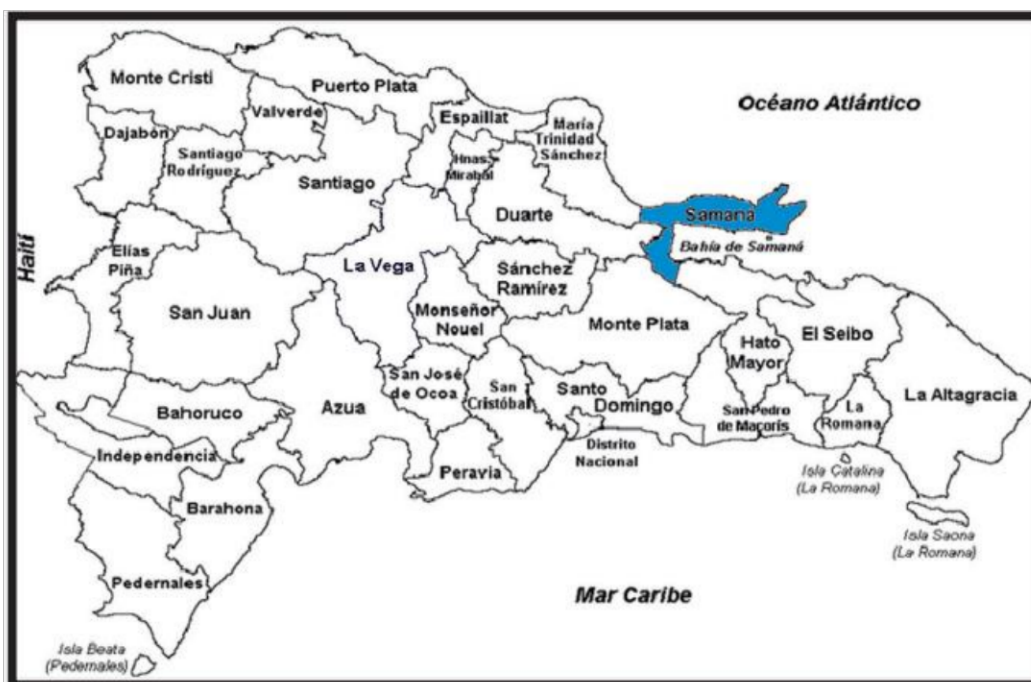 Monte Cristi
Puerto Plata
Océano Atlántico
Valverde
Espaillat
María
Trinidad
Sánchez
Dajabón
Santiago
Rodríguez
Hnas.
Mirabal
Santiago
Duarte
Samaná
Bahía de Samaná
Haití
Elías
Piña
La Vega
Sánchez
Ramírez
San Juan
Monseñor
Nouel
Monte Plata
Hato
Mayor
El Seibo
San José
de Ocoa
San
Cristóbal
Santo
Domingo
La Altagracia
Azua
Bahoruco
San Pedro
de Macorís
La
Romana
Distrito
Nacional
Independencia
Peravia
Isla Catalina
(La Romana)
Barahona
Isla Saona
(La Romana)
Pedernales
Mar Caribe
Isla Beata
(Pedernales)